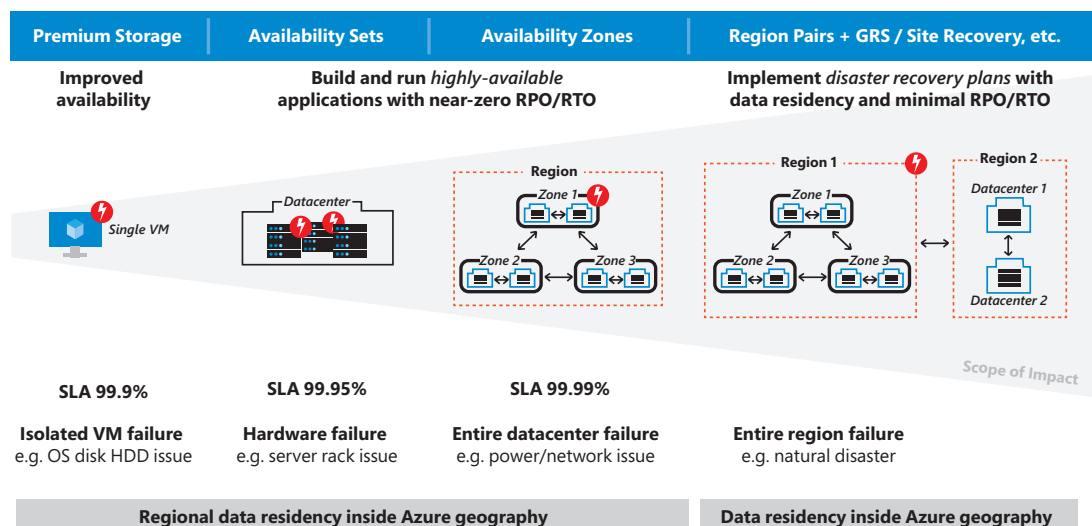 Premium Storage
Availability Sets
Availability Zones
Region Pairs + GRS / Site Recovery, etc.
Improved
availability
Build and run highly-available
applications with near-zero RPO/RTO
Implement disaster recovery plans with
data residency and minimal RPO/RTO
Single VM
Datacenter
Region
Zone 1
Zone 2
Zone 3
Region 1
Zone 1
Zone 2
Zone 3
Region 2
Datacenter 1
Datacenter 2
Scope of Impact
SLA 99.9%
SLA 99.95%
SLA 99.99%
Isolated VM failure
e.g. OS disk HDD issue
Hardware failure
e.g. server rack issue
Entire datacenter failure
e.g. power/network issue
Entire region failure
e.g. natural disaster
Regional data residency inside Azure geography
Data residency inside Azure geography